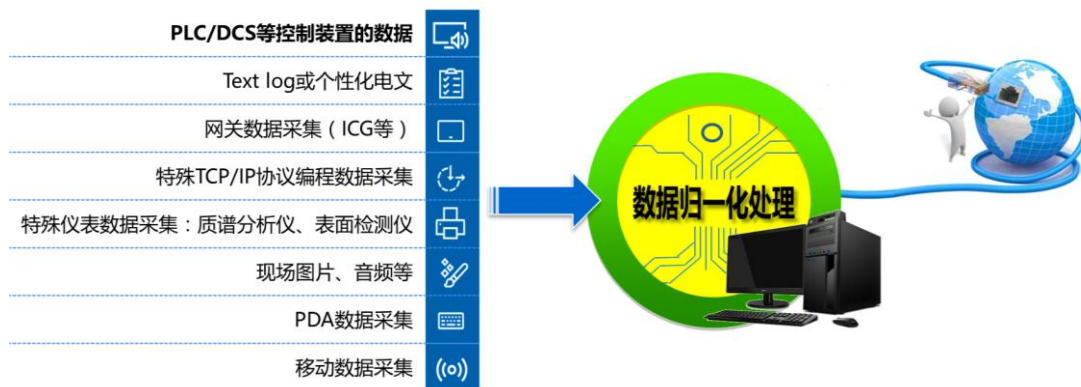 PLC/DCS等控制装置的数据
Text log或个性化电文
网关数据采集（ICG等）
特殊TCP/IP协议编程数据采集
特殊仪表数据采集：质谱分析仪、表面检测仪
现场图片、音频等
PDA数据采集
移动数据采集
数据归一化处理